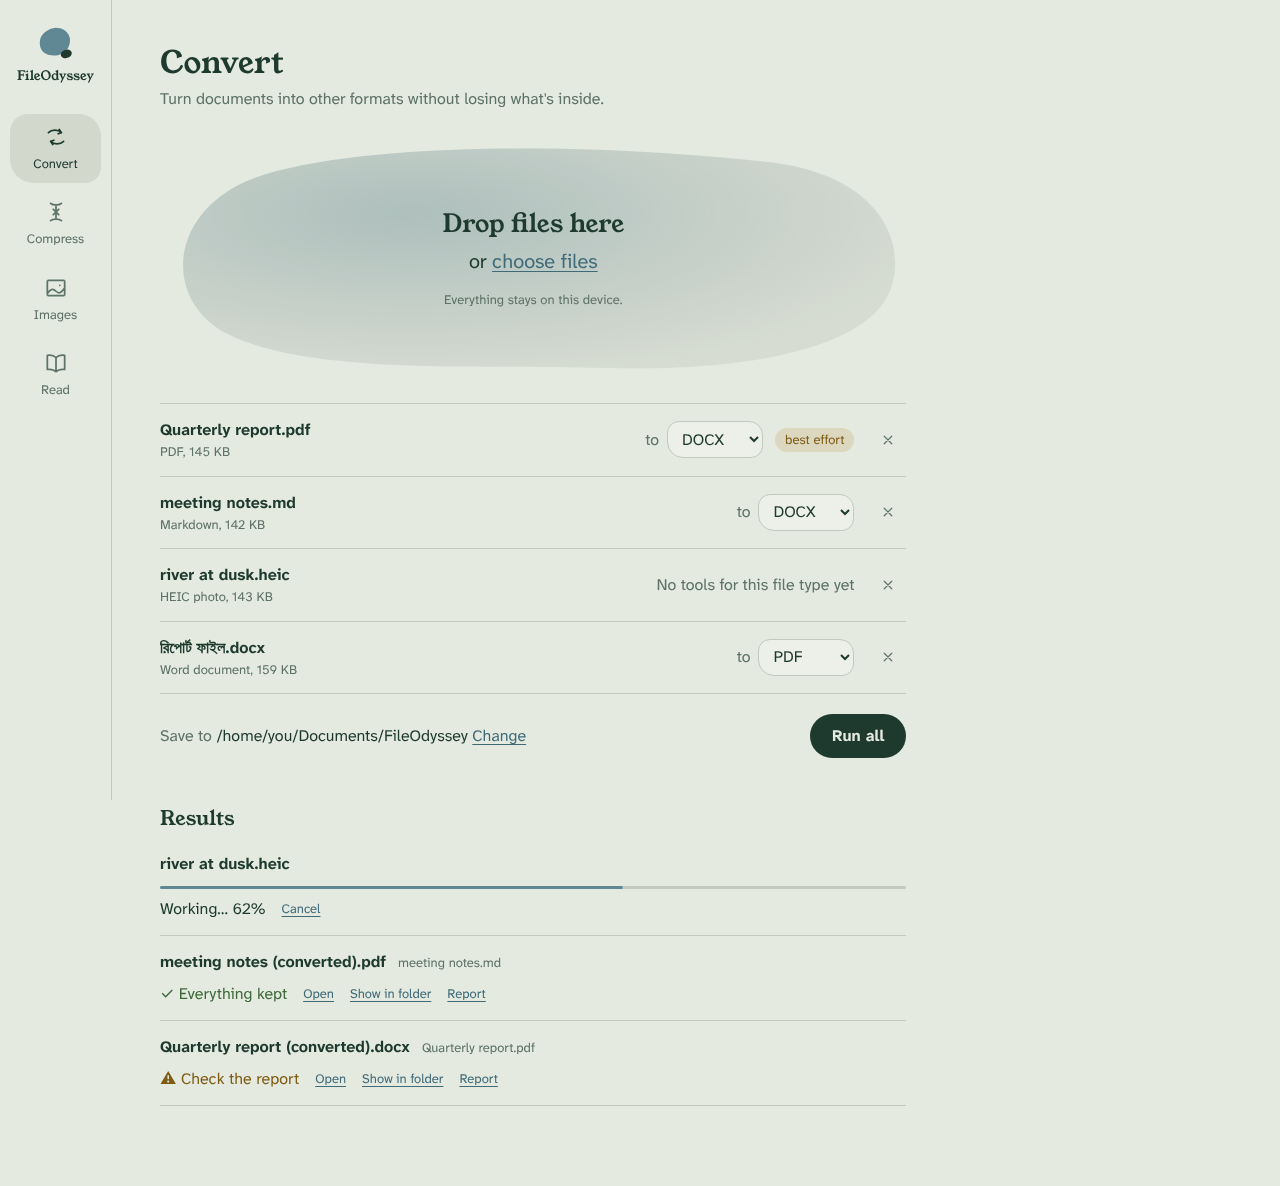 FileOdyssey
Convert
Compress
Images
Read
Convert
Turn documents into other formats without losing what's inside.
Drop files here
or choose files
Everything stays on this device.
Quarterly report.pdf
PDF, 145 KB
to DOCX best effort
meeting notes.md
Markdown, 142 KB
to DOCX
river at dusk.heic
HEIC photo, 143 KB
No tools for this file type yet
রিপোর্ট ফাইল.docx
Word document, 159 KB
to PDF
Save to /home/you/Documents/FileOdyssey Change
Run all
Results
river at dusk.heic
Working... 62% Cancel
meeting notes (converted).pdf meeting notes.md
Everything kept Open Show in folder Report
Quarterly report (converted).docx Quarterly report.pdf
Check the report Open Show in folder Report